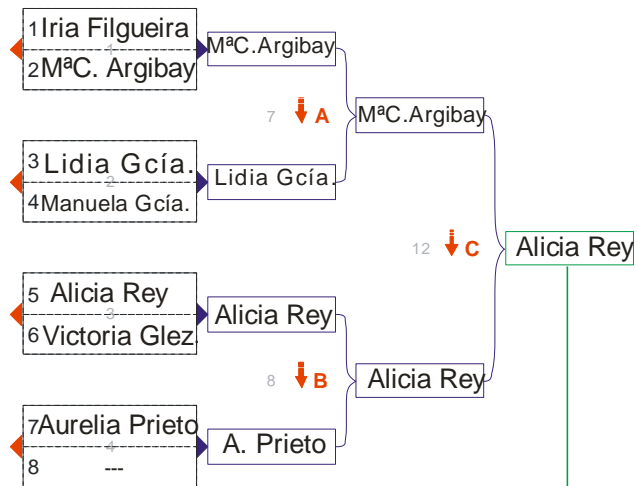 1 Iria Filgueira
1
2 MªC. Argibay
MªC.Argibay
7 A
MªC.Argibay
3 Lidia Gcía.
2
4 Manuela Gcía.
Lidia Gcía.
12 C
Alicia Rey
5 Alicia Rey
3
6 Victoria Glez.
Alicia Rey
8 B
Alicia Rey
7 Aurelia Prieto
4
8 ---
A. Prieto